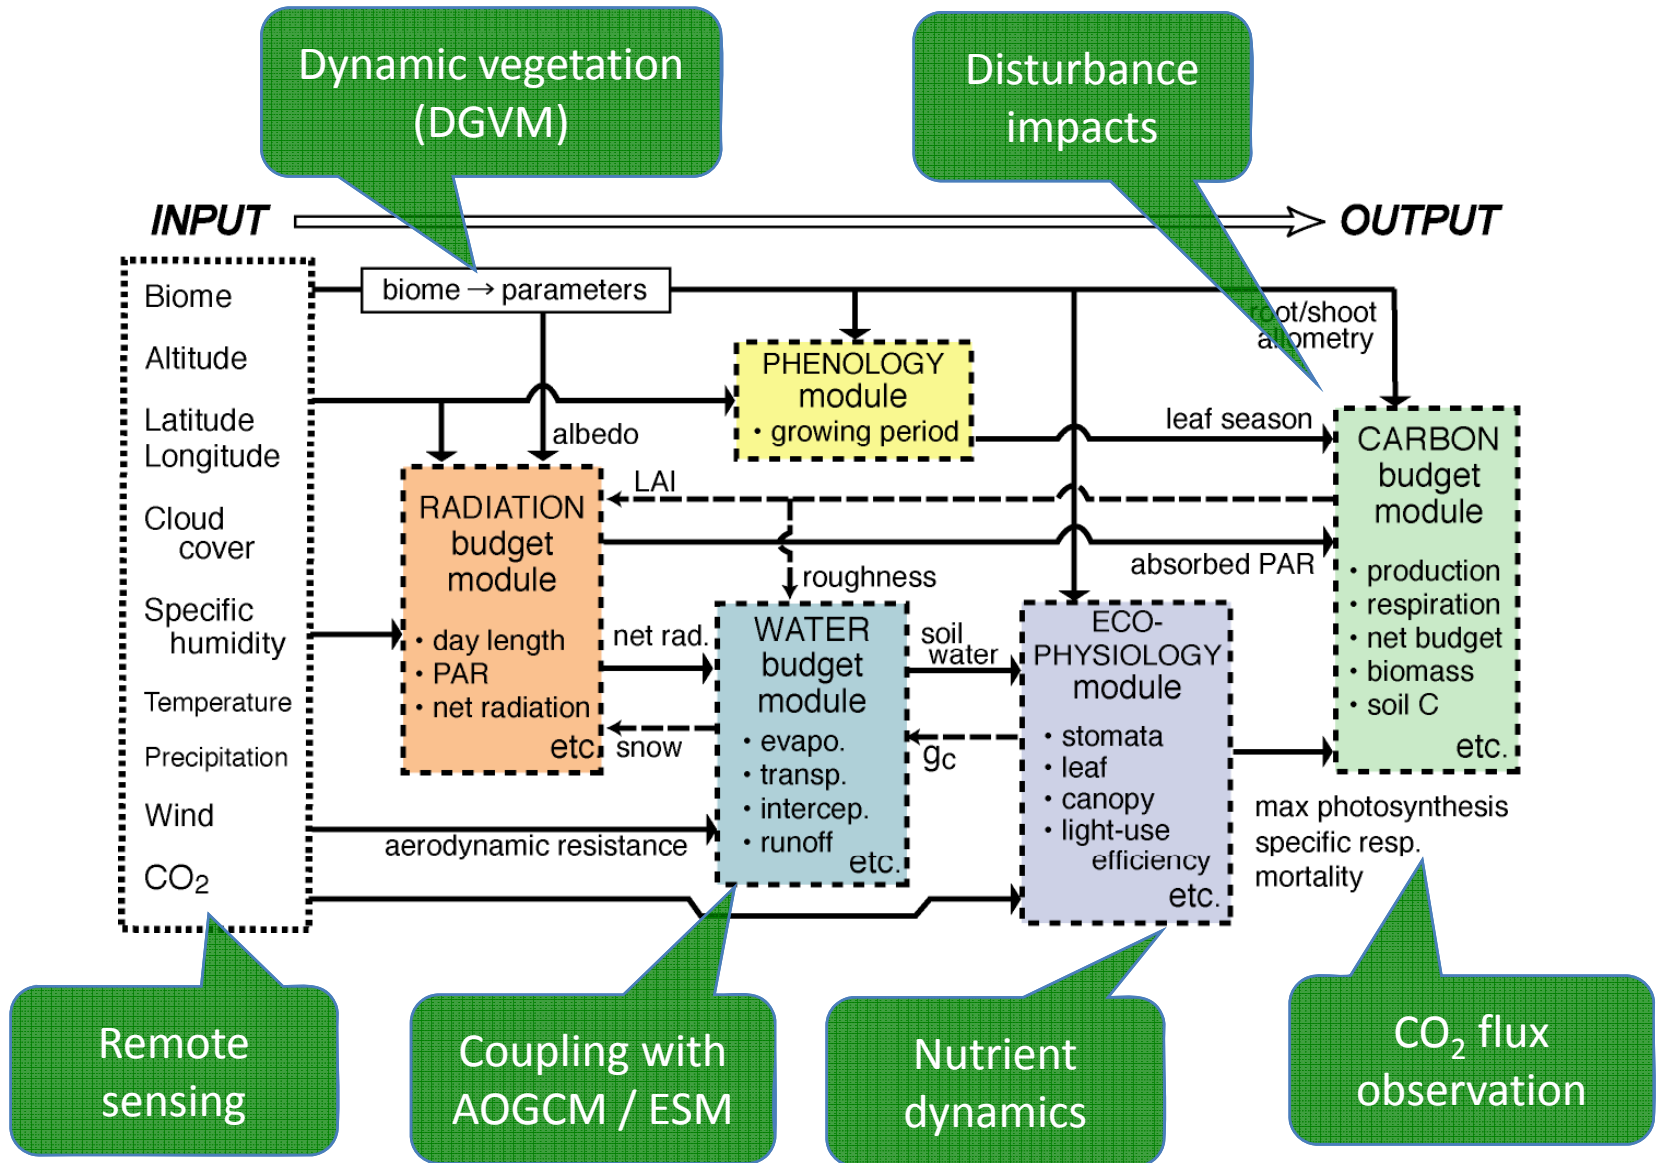 Dynamic vegetation
(DGVM)
Disturbance
impacts
INPUT
OUTPUT
Biome
Altitude
Latitude
Longitude
Cloud
cover
Specific
humidity
Temperature
Precipitation
Wind
CO2
biome → parameters
root/shoot
allometry
albedo
PHENOLOGY
module
・growing period
leaf season
LAI
RADIATION
budget
module
・day length
・PAR
・net radiation
etc.
absorbed PAR
roughness
net rad.
snow
WATER
budget
module
・evapo.
・transp.
・intercep.
・runoff
etc.
soil
water
gc
aerodynamic resistance
ECO-
PHYSIOLOGY
module
・stomata
・leaf
・canopy
・light-use
efficiency
etc.
CARBON
budget
module
・production
・respiration
・net budget
・biomass
・soil C
etc.
max photosynthesis
specific resp.
mortality
Remote
sensing
Coupling with
AOGCM / ESM
Nutrient
dynamics
CO2 flux
observation